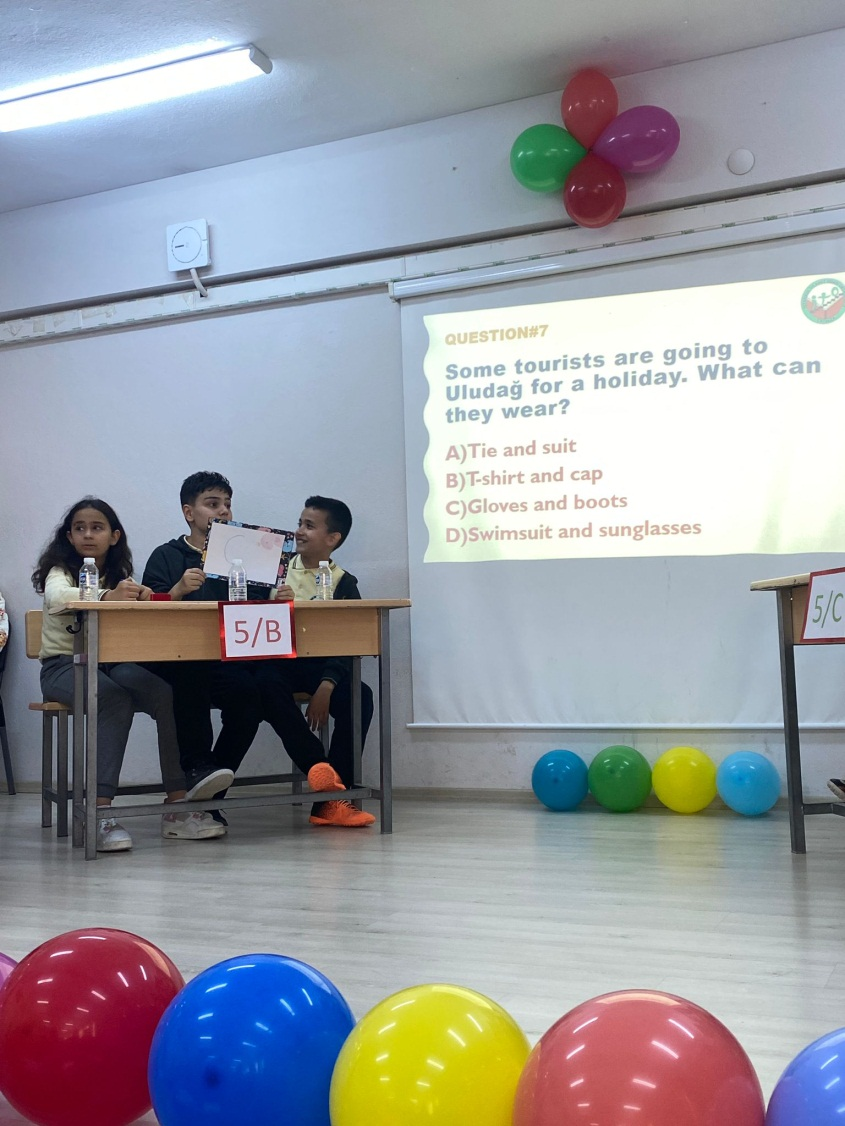 QUESTION#7
Some tourists are going to
Uludağ for a holiday. What can
they wear?
A)Tie and suit
B)T-shirt and cap
C)Gloves and boots
D)Swimsuit and sunglasses
C
5/B
5/C